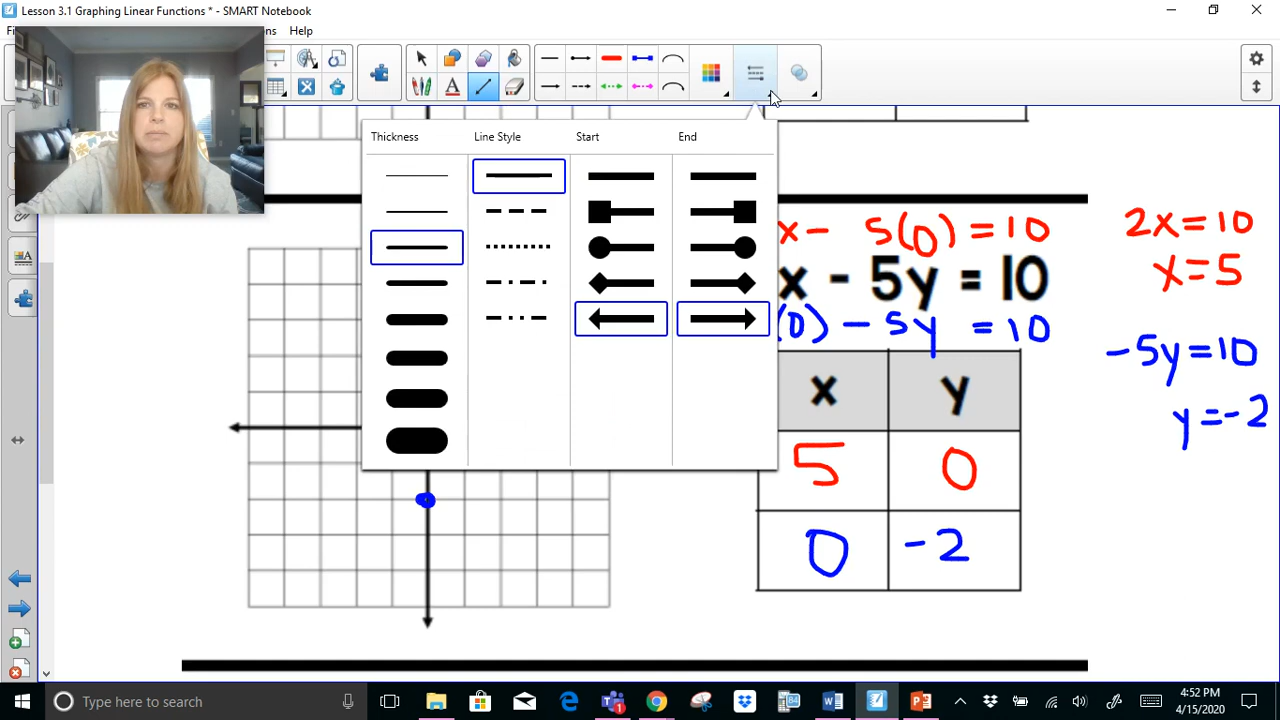 Lesson 3.1 Graphing Linear Functions * - SMART Notebook
Help
Thickness Line Style Start End
x - 5(0) = 10
x - 5y = 10
(0) - 5y = 10
x y
5 0
0 -2
2x = 10
x = 5
-5y = 10
y = -2
Type here to search
4:52 PM
4/15/2020